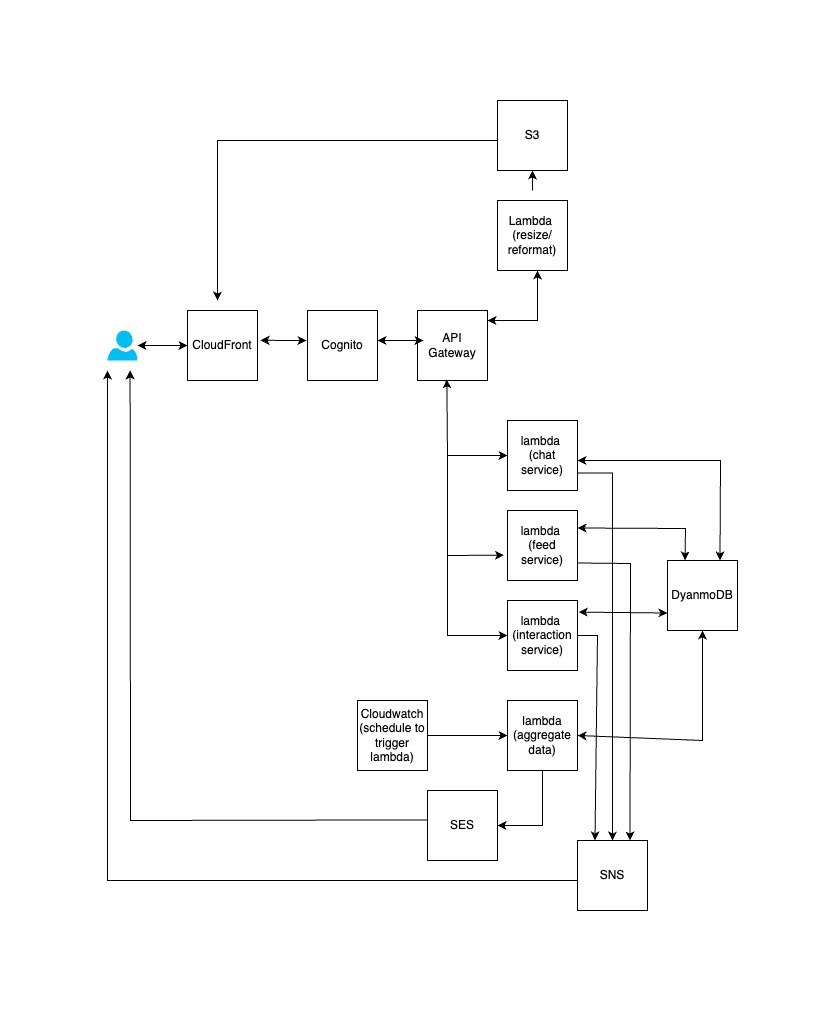 S3
Lambda
(resize/
reformat)
CloudFront
Cognito
API
Gateway
lambda
(chat
service)
lambda
(feed
service)
DyanmoDB
lambda
(interaction
service)
Cloudwatch
(schedule to
trigger
lambda)
lambda
(aggregate
data)
SES
SNS